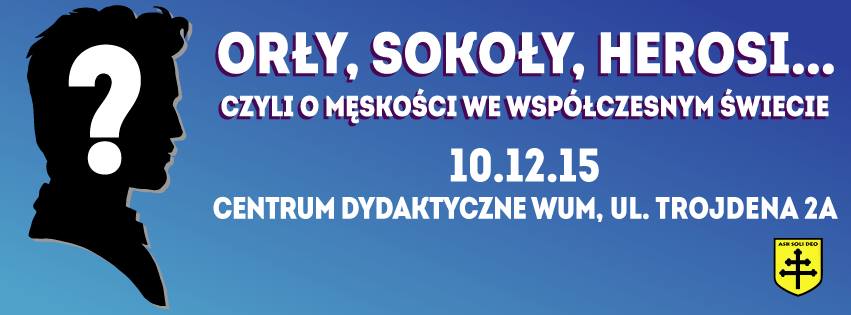 ?
ORŁY, SOKOŁY, HEROSI...
CZYLI O MĘSKOŚCI WE WSPÓŁCZESNYM ŚWIECIE
10.12.15
CENTRUM DYDAKTYCZNE WUM, UL. TROJDENA 2A
ASK SOLI DEO